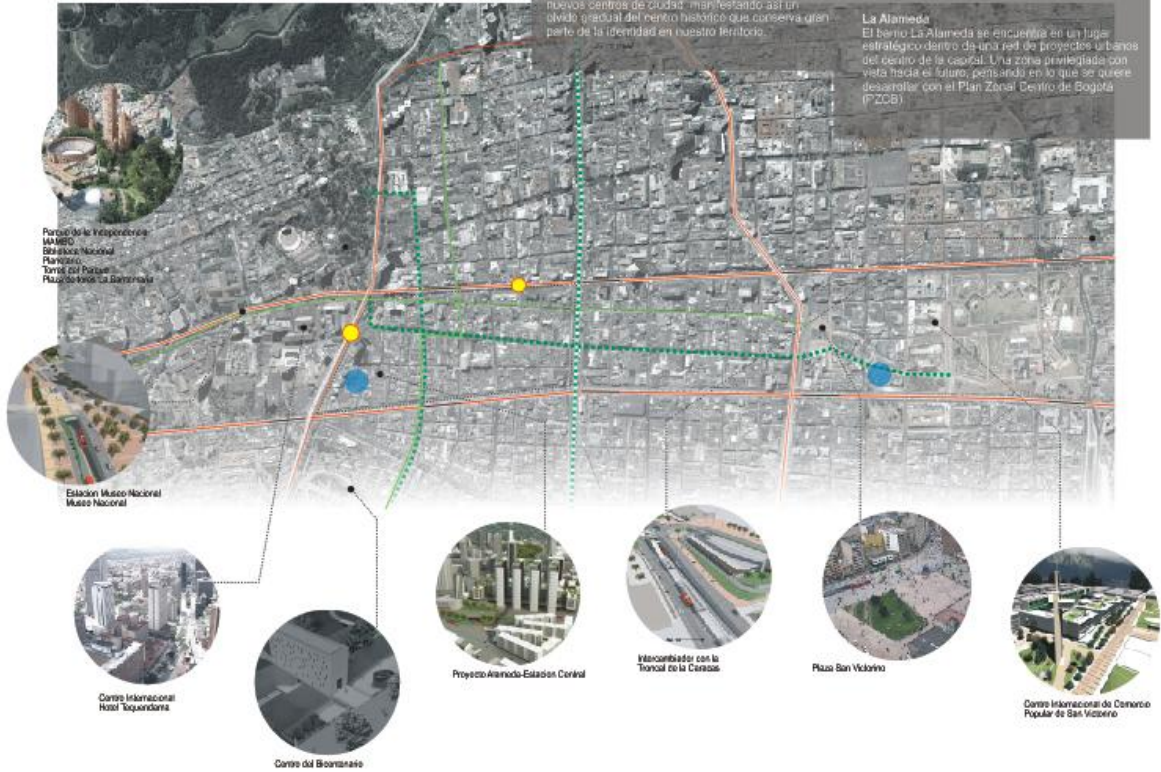 nuevos centros de ciudad, manifestando así un
olvido gradual del centro histórico que conserva gran
parte de la identidad en nuestro territorio.
La Alameda
El barrio La Alameda se encuentra en un lugar
estratégico dentro de una red de proyectos urbanos
del centro de la capital. Una zona privilegiada con
vista hacia el futuro, pensando en lo que se quiere
desarrollar con el Plan Zonal Centro de Bogotá
(PZCB)
Parque de la Independencia
MAMBO
Biblioteca Nacional
Planetario
Torres del Parque
Plaza de toros La Santamaria
Estacion Museo Nacional
Museo Nacional
Centro Internacional
Hotel Tequendama
Centro del Bicentenario
Proyecto Alameda-Estacion Central
Intercambiador con la
Troncal de la Caracas
Plaza San Victorino
Centro Internacional de Comercio
Popular de San Victorino